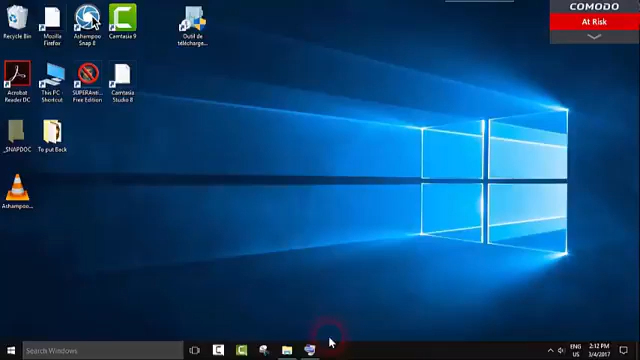 COMODO
At Risk
Recycle Bin
Mozilla
Firefox
Ashampoo
Snap 8
Camtasia 9
Outil de
télécharge...
Acrobat
Reader DC
This PC -
Shortcut
SUPERAnti...
Free Edition
Camtasia
Studio 8
_SNAPDOC
To put Back
Ashampoo...
Search Windows
ENG
US
2:12 PM
3/4/2017